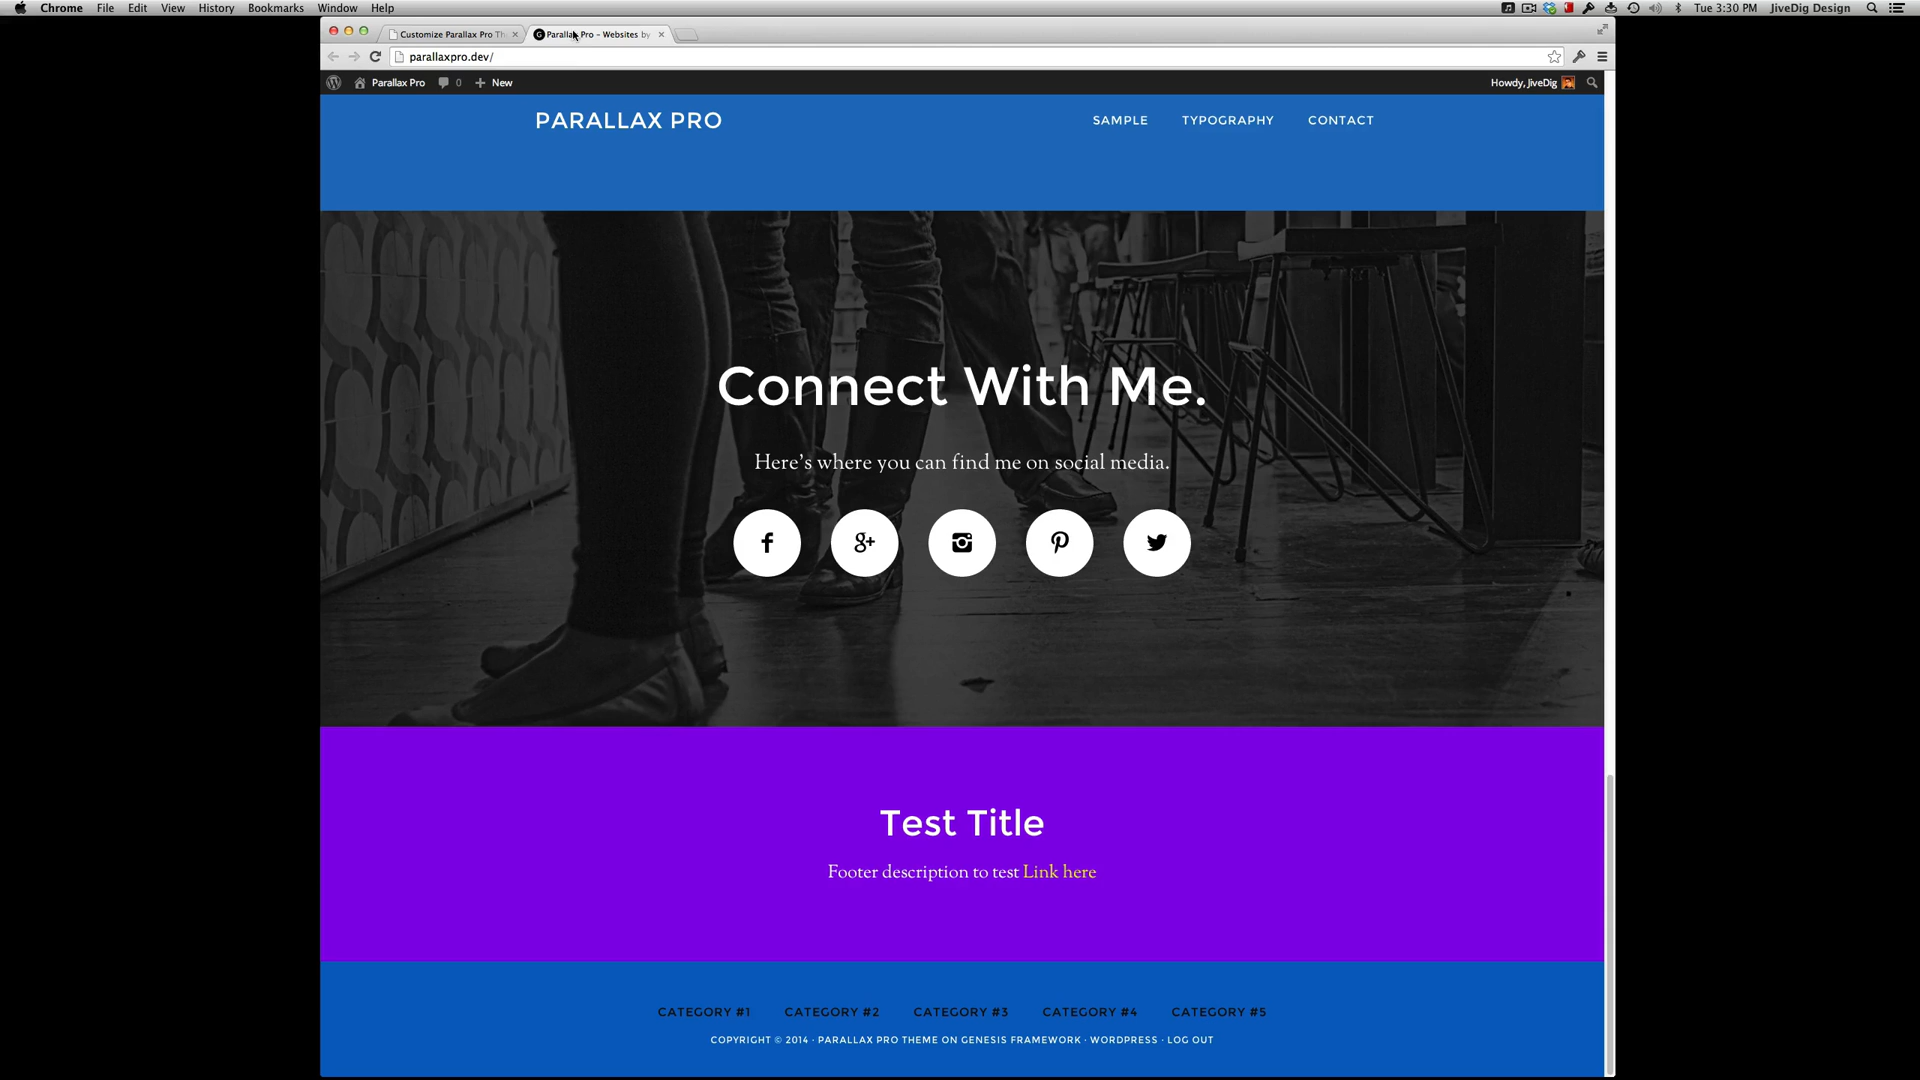 Chrome File Edit View History Bookmarks Window Help Tue 3:30 PM JiveDig Design
Customize Parallax Pro Th Parallax Pro – Websites by
parallaxpro.dev/
Parallax Pro 0 New Howdy, JiveDig
PARALLAX PRO SAMPLE TYPOGRAPHY CONTACT
Connect With Me.
Here's where you can find me on social media.
Test Title
Footer description to test Link here
CATEGORY #1 CATEGORY #2 CATEGORY #3 CATEGORY #4 CATEGORY #5
COPYRIGHT © 2014 · PARALLAX PRO THEME ON GENESIS FRAMEWORK · WORDPRESS · LOG OUT